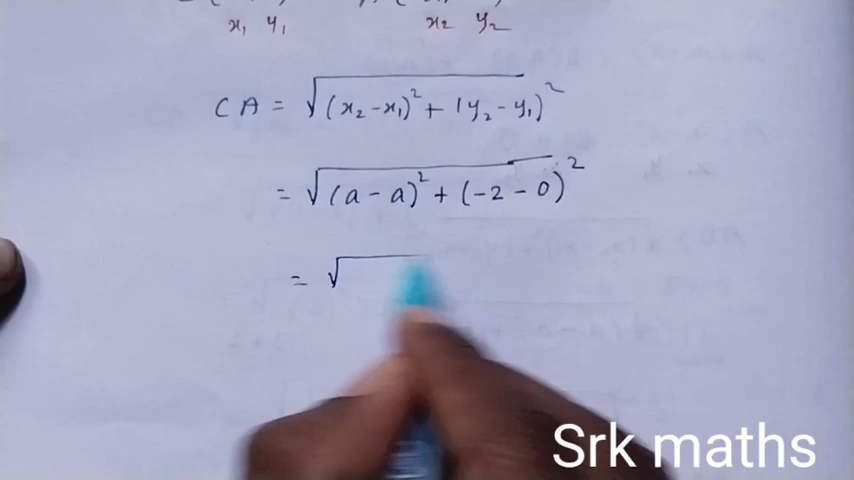 x₁ y₁ x₂ y₂
CA = √(x₂-x₁)² + (y₂-y₁)²
= √(a-a)² + (-2-0)²
= √
Srk maths